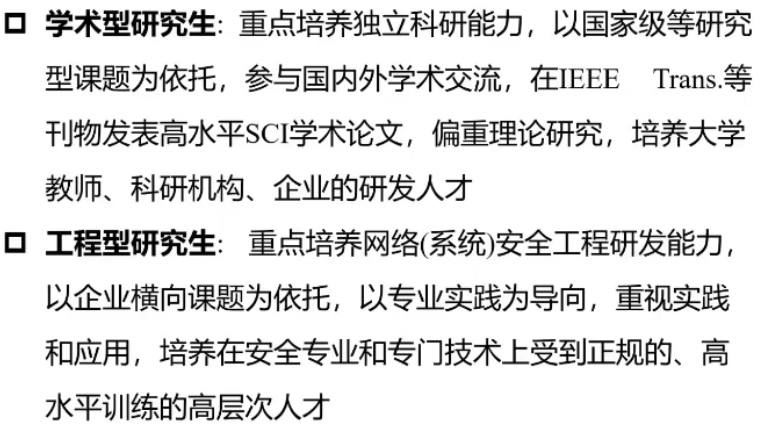 □ 学术型研究生: 重点培养独立科研能力，以国家级等研究
型课题为依托，参与国内外学术交流，在IEEE Trans.等
刊物发表高水平SCI学术论文，偏重理论研究，培养大学
教师、科研机构、企业的研发人才
□ 工程型研究生: 重点培养网络(系统)安全工程研发能力，
以企业横向课题为依托，以专业实践为导向，重视实践
和应用，培养在安全专业和专门技术上受到正规的、高
水平训练的高层次人才